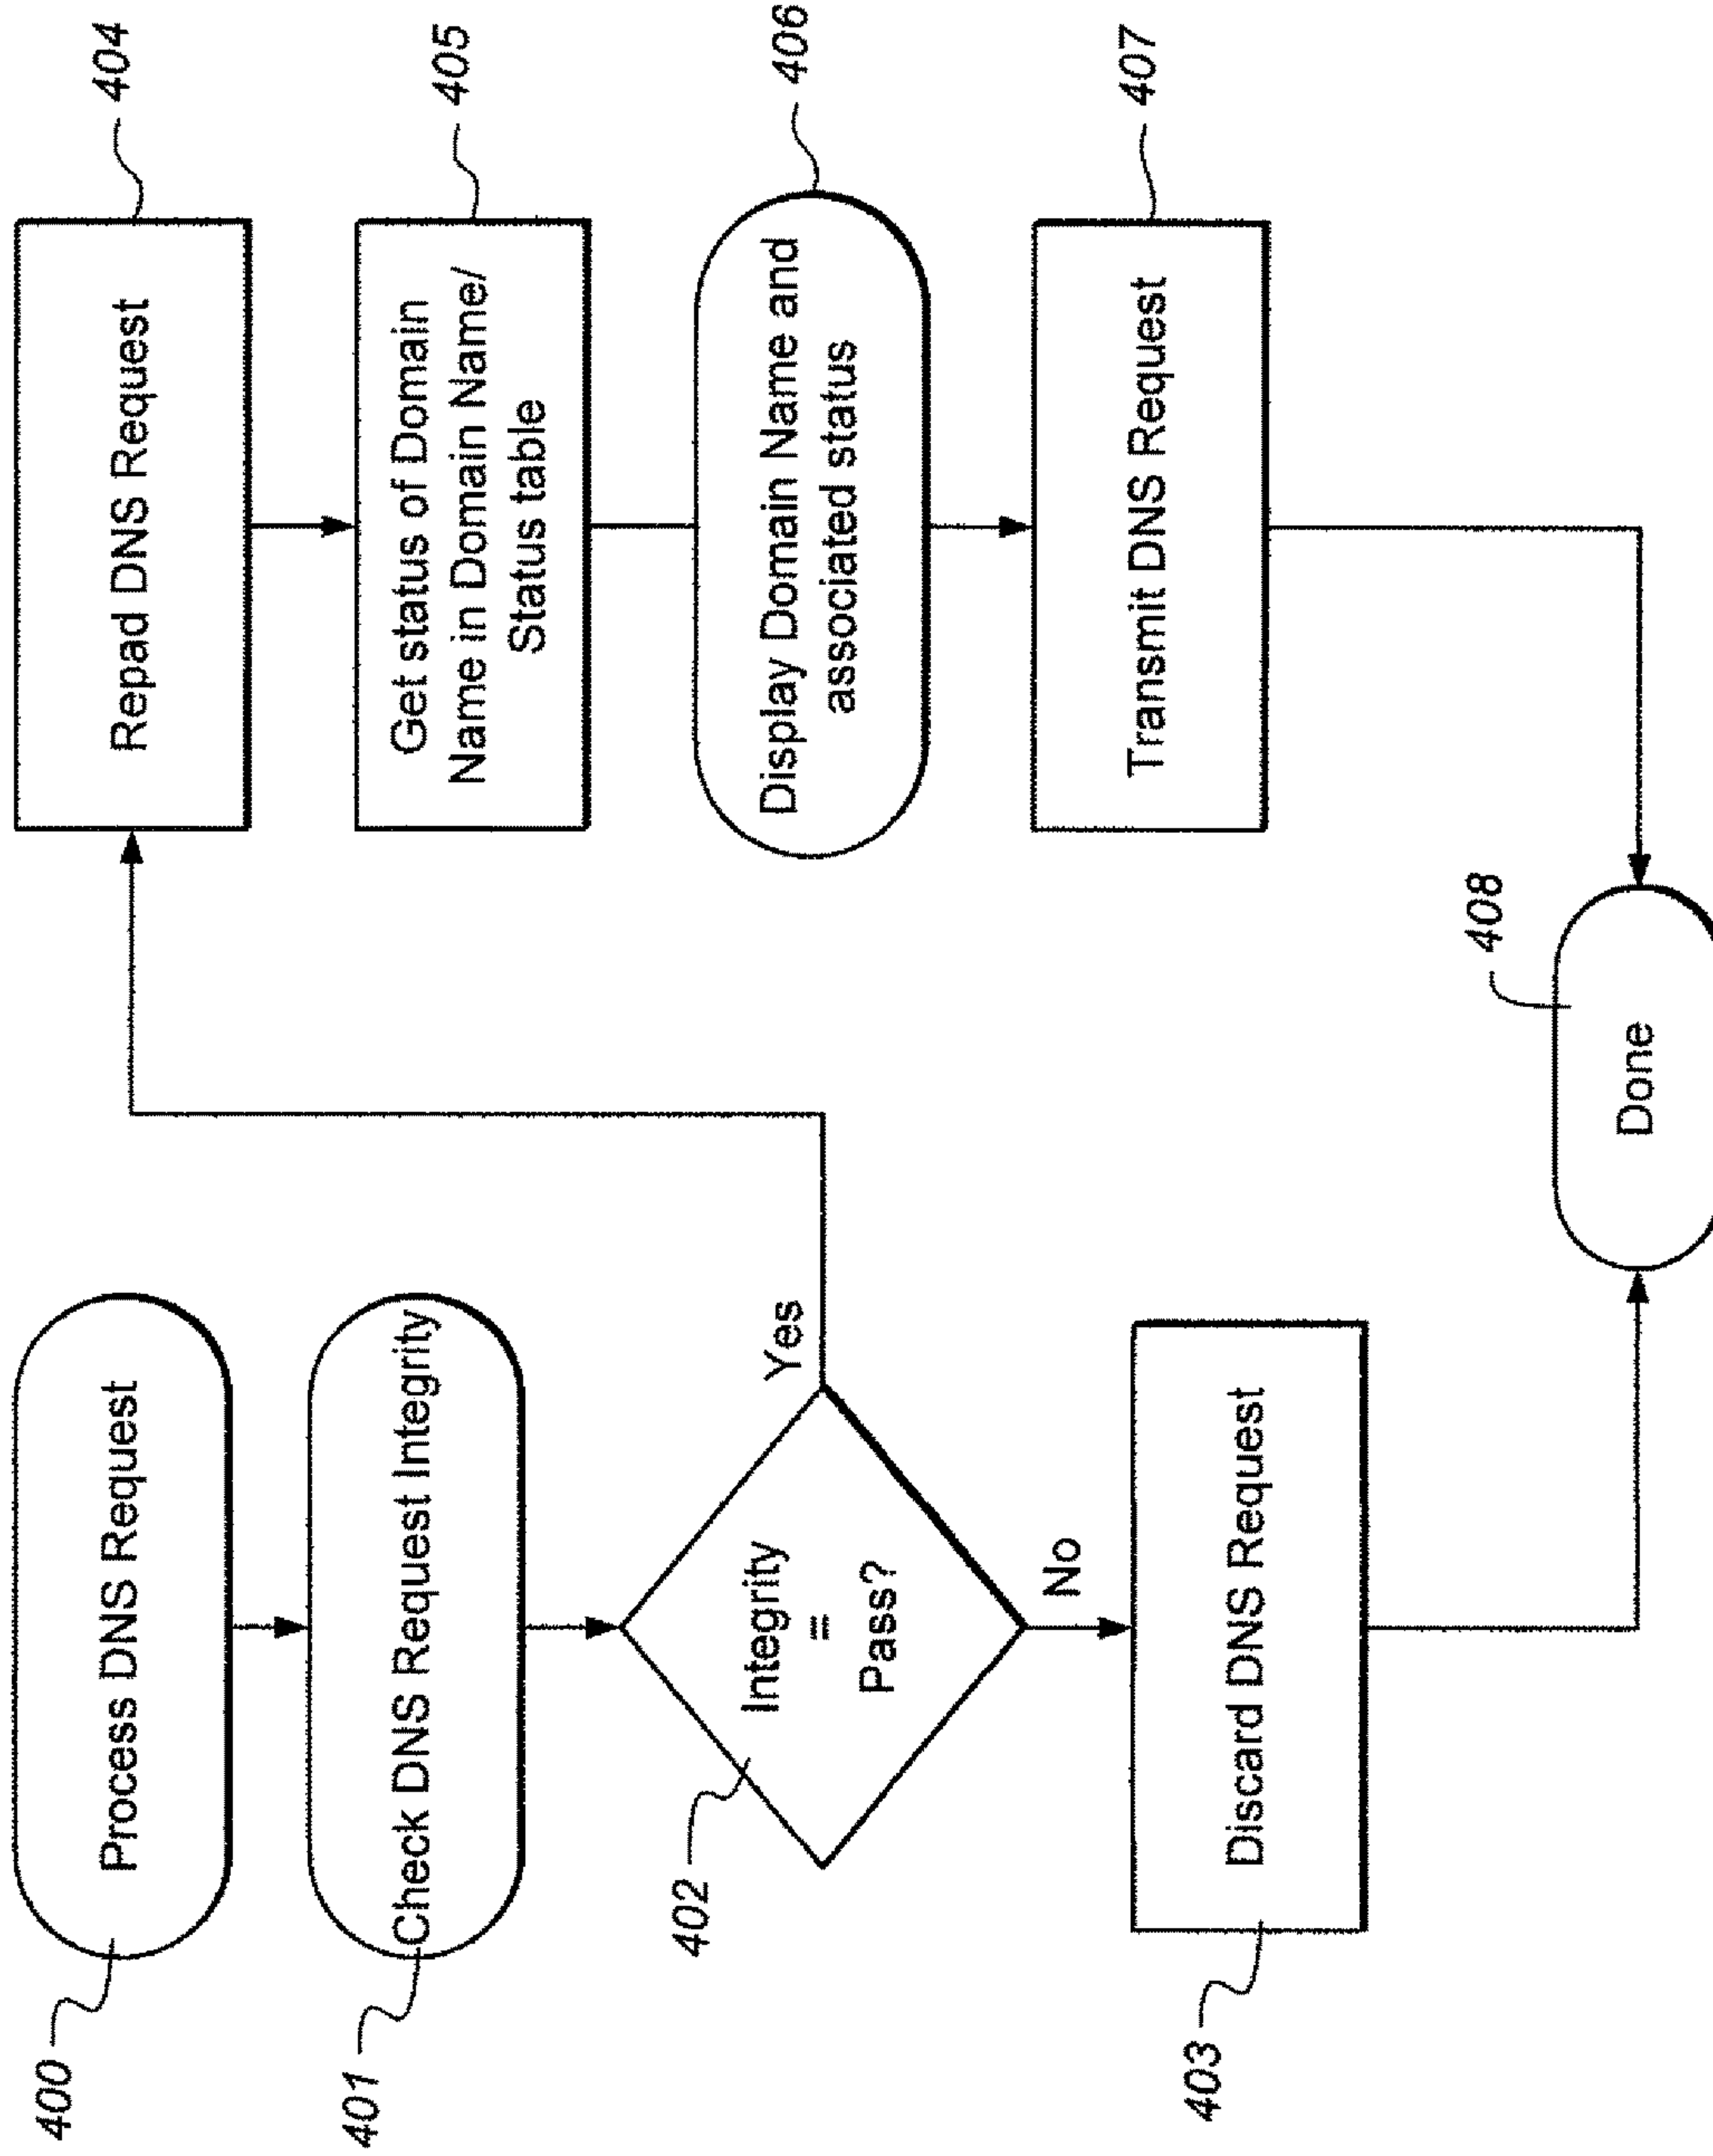 400
Process DNS Request
401
Check DNS Request Integrity
402
Integrity
=
Pass?
Yes
No
403
Discard DNS Request
404
Repad DNS Request
405
Get status of Domain
Name in Domain Name/
Status table
406
Display Domain Name and
associated status
407
Transmit DNS Request
408
Done